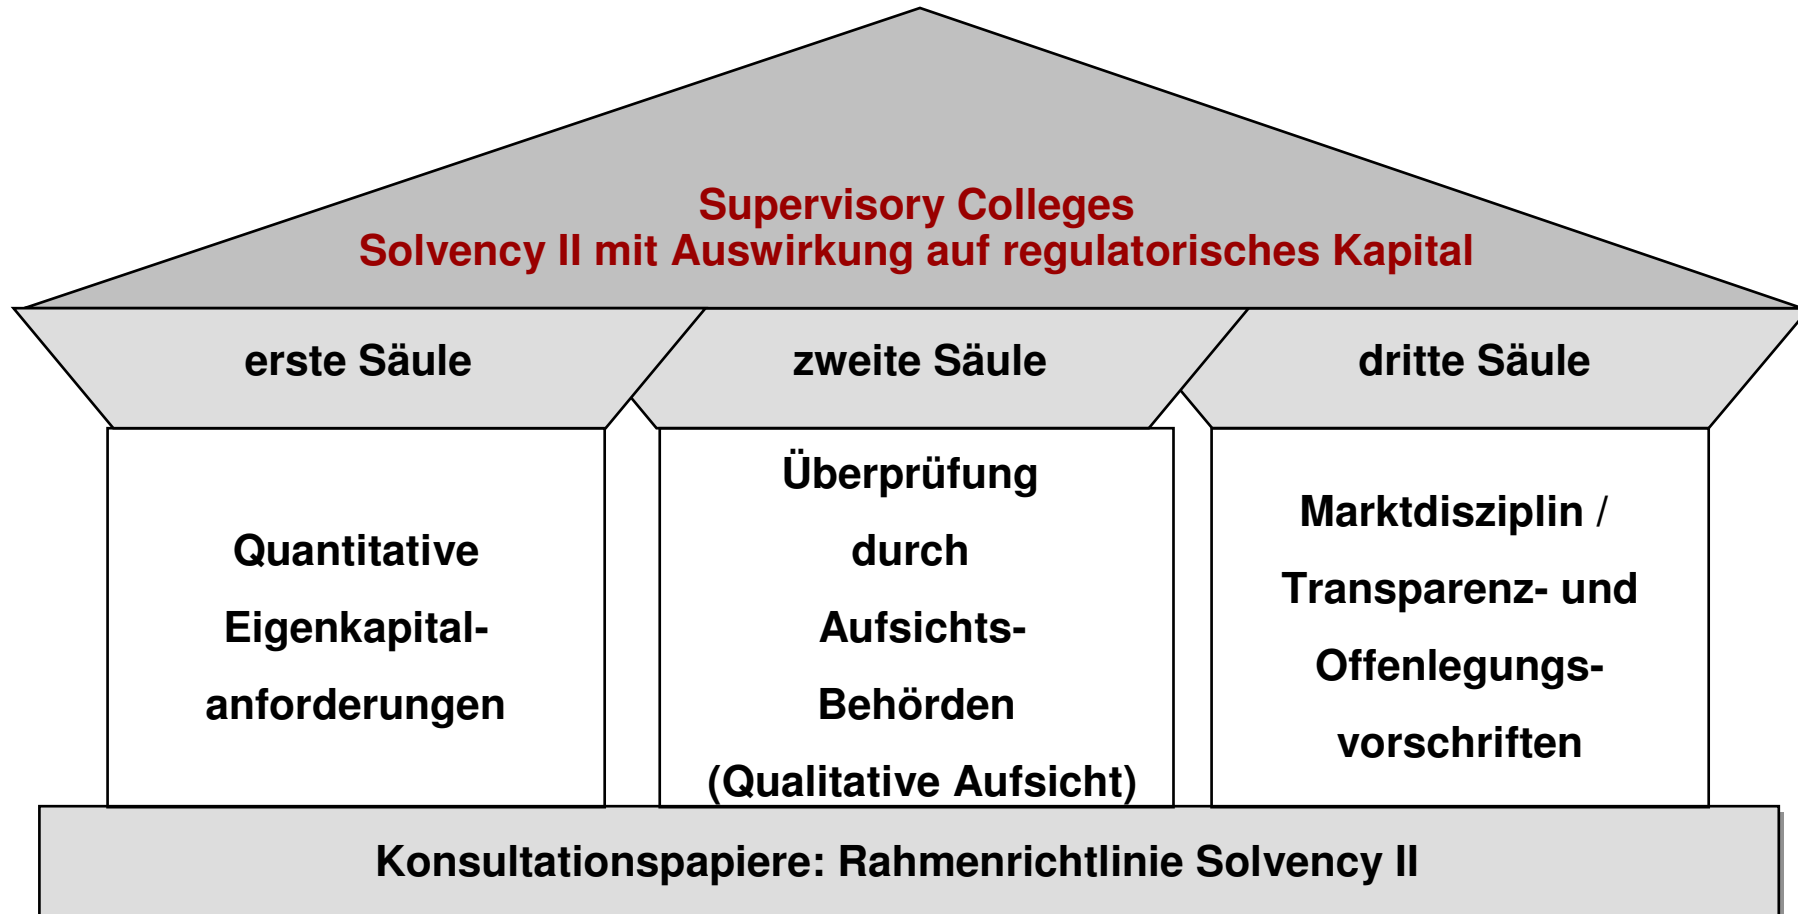 Supervisory Colleges
Solvency II mit Auswirkung auf regulatorisches Kapital
erste Säule
zweite Säule
dritte Säule
Quantitative
Eigenkapital-
anforderungen
Überprüfung
durch
Aufsichts-
Behörden
(Qualitative Aufsicht)
Marktdisziplin /
Transparenz- und
Offenlegungs-
vorschriften
Konsultationspapiere: Rahmenrichtlinie Solvency II